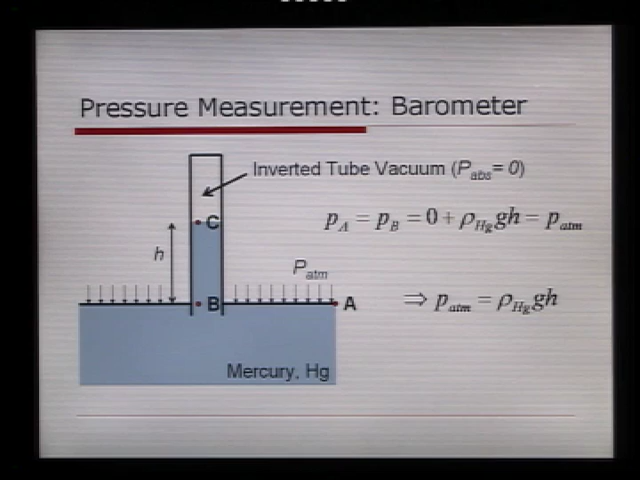 Pressure Measurement: Barometer
Inverted Tube Vacuum (P_abs = 0)
C
p_A = p_B = 0 + ρ_Hg gh = p_atm
h
P_atm
B
A
⇒ p_atm = ρ_Hg gh
Mercury, Hg